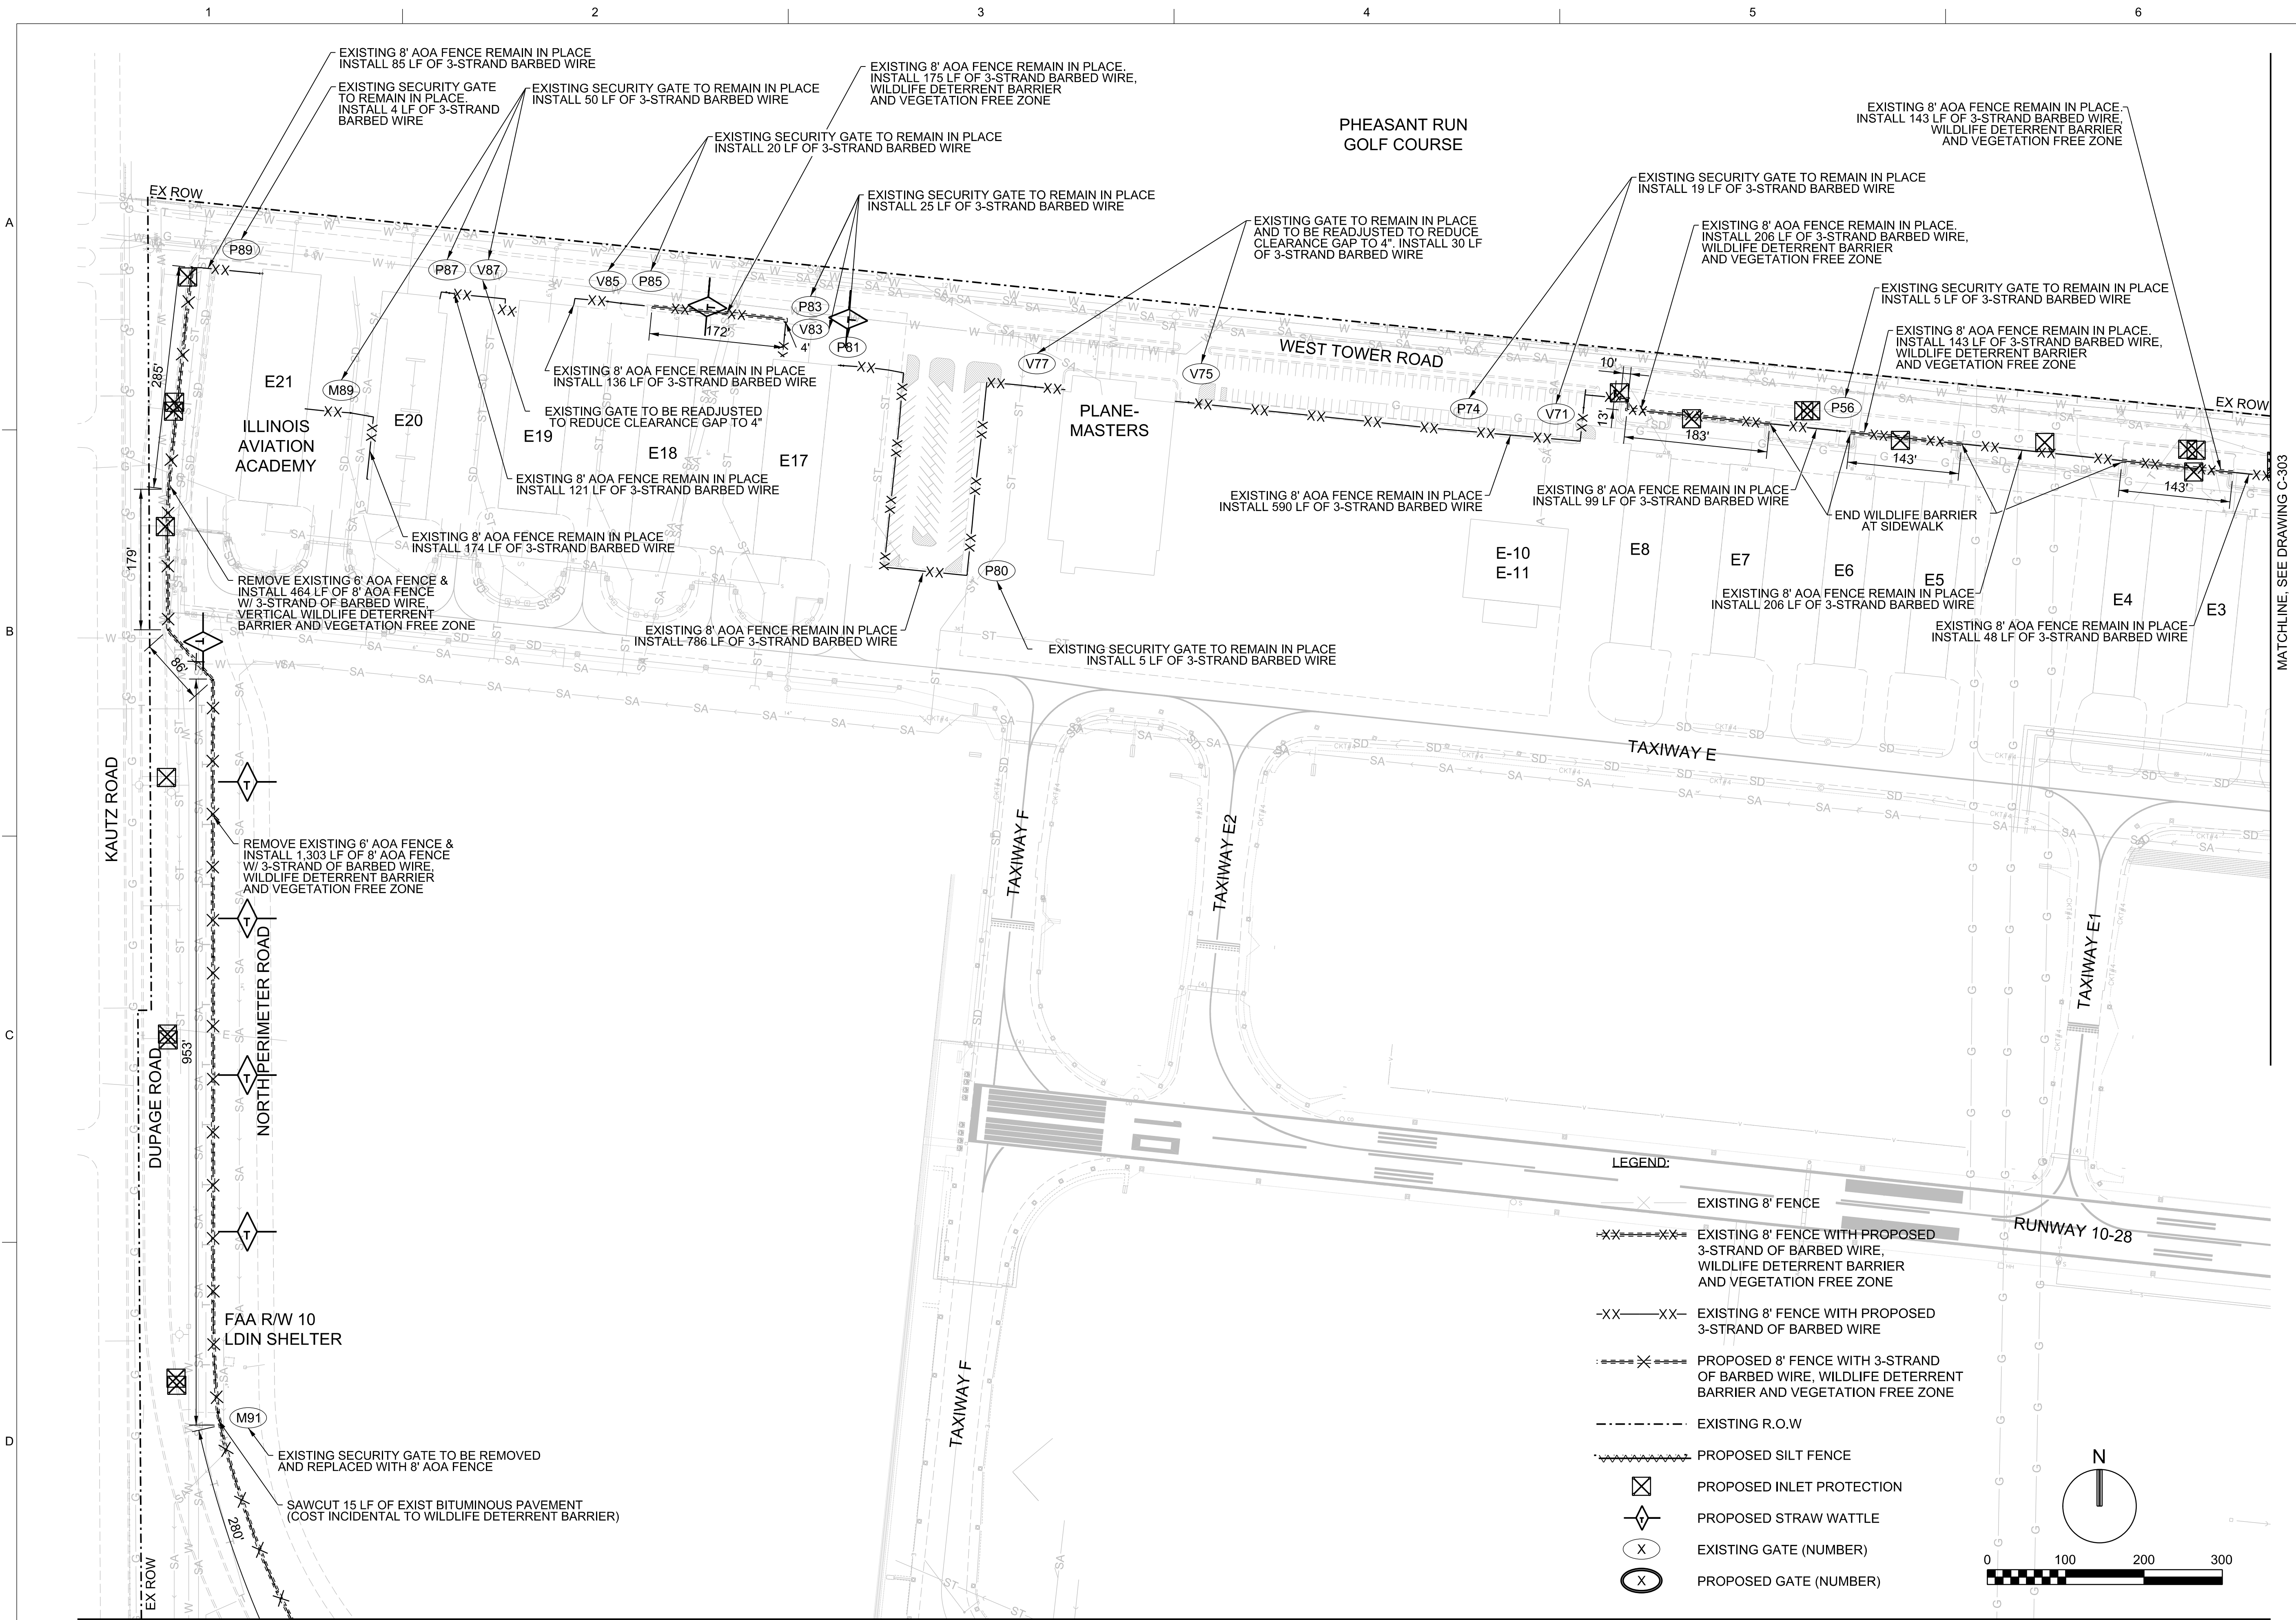 1
2
3
4
5
6
A
B
C
D
EXISTING 8' AOA FENCE REMAIN IN PLACE
INSTALL 85 LF OF 3-STRAND BARBED WIRE
EXISTING SECURITY GATE
TO REMAIN IN PLACE.
INSTALL 4 LF OF 3-STRAND
BARBED WIRE
EXISTING SECURITY GATE TO REMAIN IN PLACE
INSTALL 50 LF OF 3-STRAND BARBED WIRE
EXISTING SECURITY GATE TO REMAIN IN PLACE
INSTALL 20 LF OF 3-STRAND BARBED WIRE
EXISTING 8' AOA FENCE REMAIN IN PLACE.
INSTALL 175 LF OF 3-STRAND BARBED WIRE,
WILDLIFE DETERRENT BARRIER
AND VEGETATION FREE ZONE
EXISTING SECURITY GATE TO REMAIN IN PLACE
INSTALL 25 LF OF 3-STRAND BARBED WIRE
PHEASANT RUN
GOLF COURSE
EXISTING GATE TO REMAIN IN PLACE
AND TO BE READJUSTED TO REDUCE
CLEARANCE GAP TO 4". INSTALL 30 LF
OF 3-STRAND BARBED WIRE
EXISTING SECURITY GATE TO REMAIN IN PLACE
INSTALL 19 LF OF 3-STRAND BARBED WIRE
EXISTING 8' AOA FENCE REMAIN IN PLACE.
INSTALL 206 LF OF 3-STRAND BARBED WIRE,
WILDLIFE DETERRENT BARRIER
AND VEGETATION FREE ZONE
EXISTING 8' AOA FENCE REMAIN IN PLACE.
INSTALL 143 LF OF 3-STRAND BARBED WIRE,
WILDLIFE DETERRENT BARRIER
AND VEGETATION FREE ZONE
EXISTING SECURITY GATE TO REMAIN IN PLACE
INSTALL 5 LF OF 3-STRAND BARBED WIRE
EXISTING 8' AOA FENCE REMAIN IN PLACE.
INSTALL 143 LF OF 3-STRAND BARBED WIRE,
WILDLIFE DETERRENT BARRIER
AND VEGETATION FREE ZONE
EX ROW
P89
P87
V87
V85
P85
P83
V83
P81
V77
V75
P74
V71
P56
M89
P80
M91
172'
4'
10'
13'
183'
143'
143'
285'
179'
86'
953'
280'
EX ROW
WEST TOWER ROAD
E21
ILLINOIS
AVIATION
ACADEMY
E20
E19
E18
E17
PLANE-
MASTERS
E-10
E-11
E8
E7
E6
E5
E4
E3
EXISTING 8' AOA FENCE REMAIN IN PLACE
INSTALL 136 LF OF 3-STRAND BARBED WIRE
EXISTING GATE TO BE READJUSTED
TO REDUCE CLEARANCE GAP TO 4"
EXISTING 8' AOA FENCE REMAIN IN PLACE
INSTALL 121 LF OF 3-STRAND BARBED WIRE
EXISTING 8' AOA FENCE REMAIN IN PLACE
INSTALL 174 LF OF 3-STRAND BARBED WIRE
EXISTING 8' AOA FENCE REMAIN IN PLACE
INSTALL 590 LF OF 3-STRAND BARBED WIRE
EXISTING 8' AOA FENCE REMAIN IN PLACE
INSTALL 99 LF OF 3-STRAND BARBED WIRE
END WILDLIFE BARRIER
AT SIDEWALK
EXISTING 8' AOA FENCE REMAIN IN PLACE
INSTALL 206 LF OF 3-STRAND BARBED WIRE
EXISTING 8' AOA FENCE REMAIN IN PLACE
INSTALL 48 LF OF 3-STRAND BARBED WIRE
MATCHLINE, SEE DRAWING C-303
REMOVE EXISTING 6' AOA FENCE &
INSTALL 464 LF OF 8' AOA FENCE
W/ 3-STRAND OF BARBED WIRE,
VERTICAL WILDLIFE DETERRENT
BARRIER AND VEGETATION FREE ZONE
EXISTING 8' AOA FENCE REMAIN IN PLACE
INSTALL 786 LF OF 3-STRAND BARBED WIRE
EXISTING SECURITY GATE TO REMAIN IN PLACE
INSTALL 5 LF OF 3-STRAND BARBED WIRE
KAUTZ ROAD
REMOVE EXISTING 6' AOA FENCE &
INSTALL 1,303 LF OF 8' AOA FENCE
W/ 3-STRAND OF BARBED WIRE,
WILDLIFE DETERRENT BARRIER
AND VEGETATION FREE ZONE
TAXIWAY E
TAXIWAY F
TAXIWAY E2
TAXIWAY E1
DUPAGE ROAD
NORTH PERIMETER ROAD
RUNWAY 10-28
FAA R/W 10
LDIN SHELTER
TAXIWAY F
EXISTING SECURITY GATE TO BE REMOVED
AND REPLACED WITH 8' AOA FENCE
SAWCUT 15 LF OF EXIST BITUMINOUS PAVEMENT
(COST INCIDENTAL TO WILDLIFE DETERRENT BARRIER)
EX ROW
LEGEND:
EXISTING 8' FENCE
EXISTING 8' FENCE WITH PROPOSED
3-STRAND OF BARBED WIRE,
WILDLIFE DETERRENT BARRIER
AND VEGETATION FREE ZONE
EXISTING 8' FENCE WITH PROPOSED
3-STRAND OF BARBED WIRE
PROPOSED 8' FENCE WITH 3-STRAND
OF BARBED WIRE, WILDLIFE DETERRENT
BARRIER AND VEGETATION FREE ZONE
EXISTING R.O.W
PROPOSED SILT FENCE
PROPOSED INLET PROTECTION
PROPOSED STRAW WATTLE
X EXISTING GATE (NUMBER)
X PROPOSED GATE (NUMBER)
N
0 100 200 300